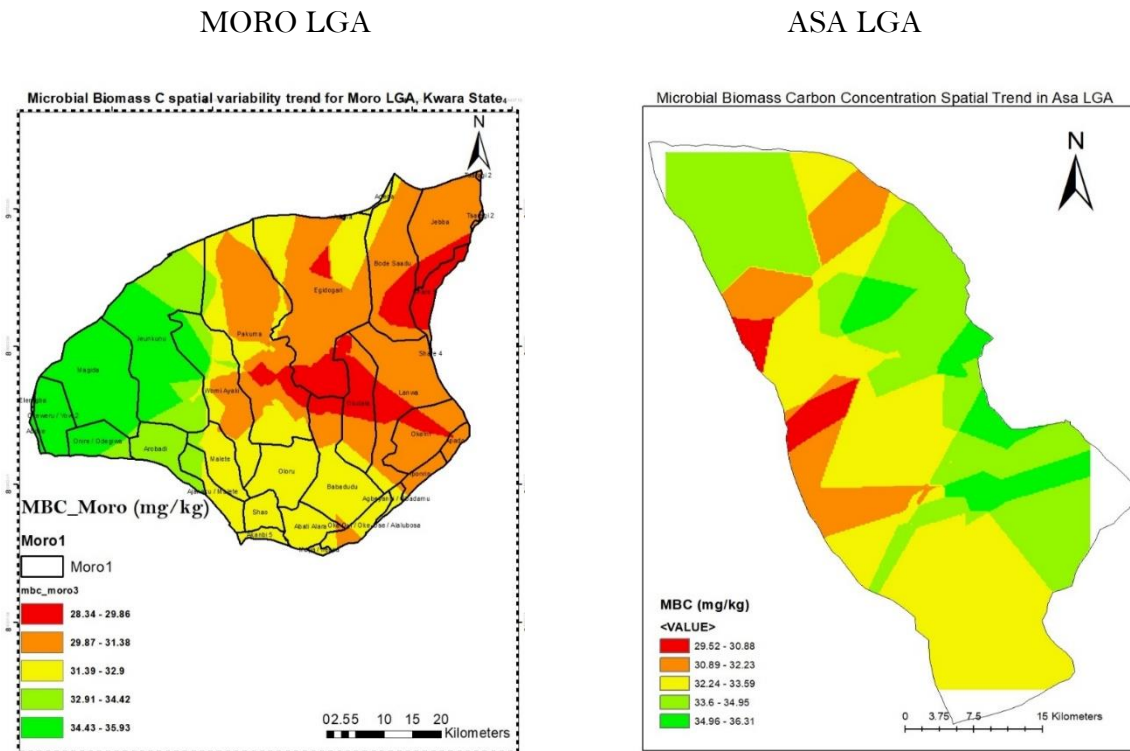 MORO LGA
ASA LGA
Microbial Biomass C spatial variability trend for Moro LGA, Kwara State
N
Jebba
Bode Saadu
Egidogari
Pakuma
Share 4
Lanwa
Womi Ayaki
Jeunkunu
Arobadi
Malete
Oloru
Babadudu
Shao
MBC_Moro (mg/kg)
Moro1
Moro1
mbc_moro3
28.34 - 29.86
29.87 - 31.38
31.39 - 32.9
32.91 - 34.42
34.43 - 35.93
02.55 10 15 20
Kilometers
Microbial Biomass Carbon Concentration Spatial Trend in Asa LGA
N
MBC (mg/kg)
<VALUE>
29.52 - 30.88
30.89 - 32.23
32.24 - 33.59
33.6 - 34.95
34.96 - 36.31
0 3.75 7.5 15 Kilometers